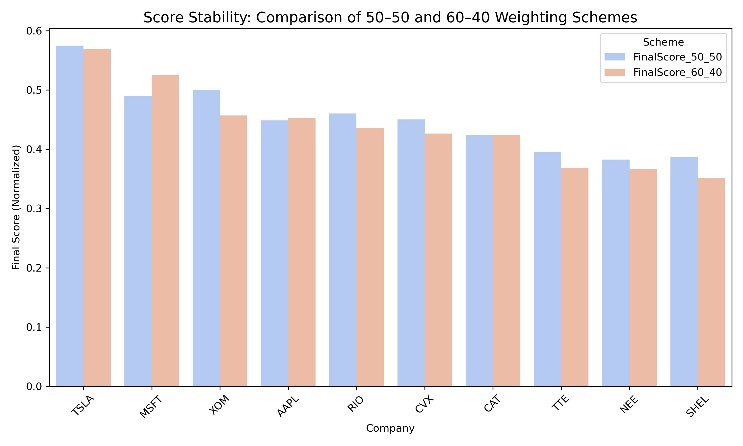 Score Stability: Comparison of 50–50 and 60–40 Weighting Schemes
Scheme
FinalScore_50_50
FinalScore_60_40
Final Score (Normalized)
0.6
0.5
0.4
0.3
0.2
0.1
0.0
TSLA
MSFT
XOM
AAPL
RIO
CVX
CAT
TTE
NEE
SHEL
Company